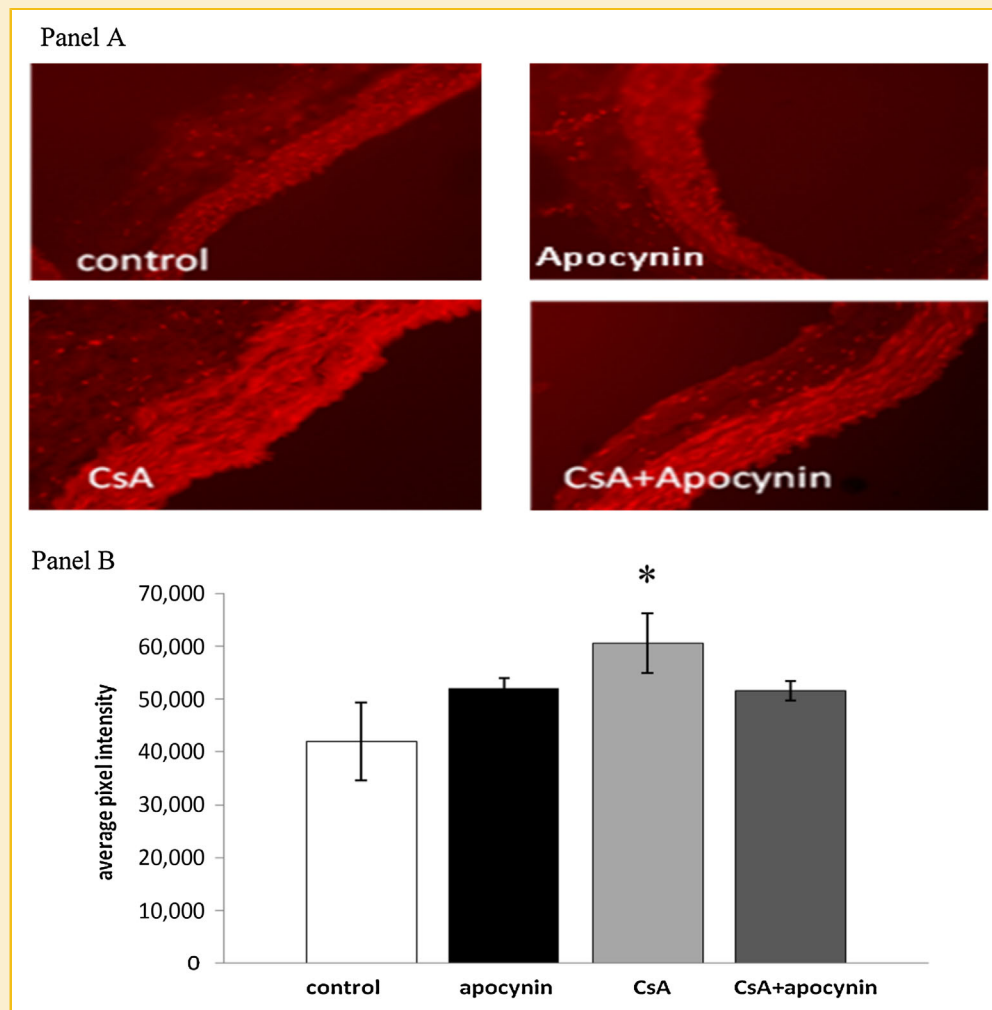 Panel A
control
Apocynin
CsA
CsA+Apocynin
Panel B
*
70,000
60,000
50,000
40,000
30,000
20,000
10,000
0
average pixel intensity
control apocynin CsA CsA+apocynin